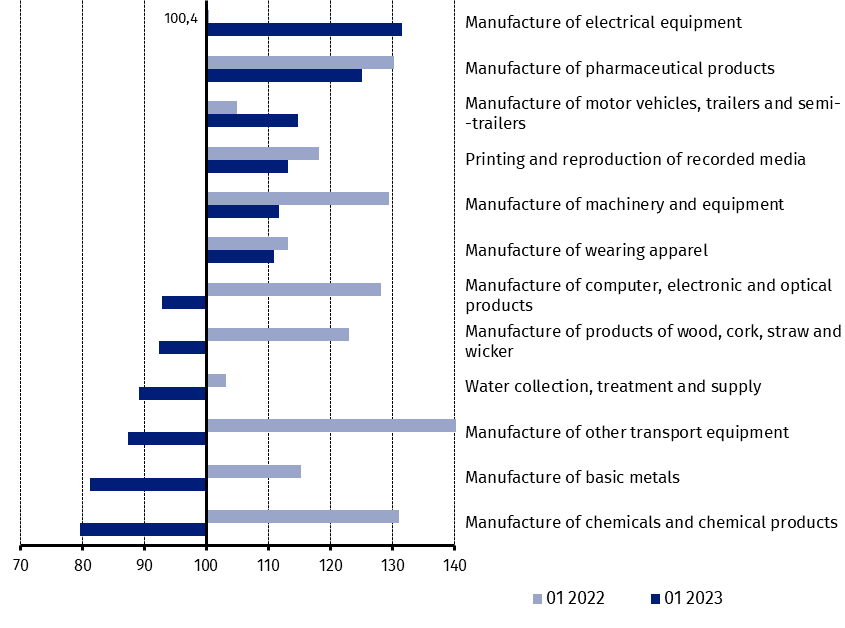 100,4
Manufacture of electrical equipment
Manufacture of pharmaceutical products
Manufacture of motor vehicles, trailers and semi-
-trailers
Printing and reproduction of recorded media
Manufacture of machinery and equipment
Manufacture of wearing apparel
Manufacture of computer, electronic and optical
products
Manufacture of products of wood, cork, straw and
wicker
Water collection, treatment and supply
Manufacture of other transport equipment
Manufacture of basic metals
Manufacture of chemicals and chemical products
70 80 90 100 110 120 130 140
01 2022 01 2023